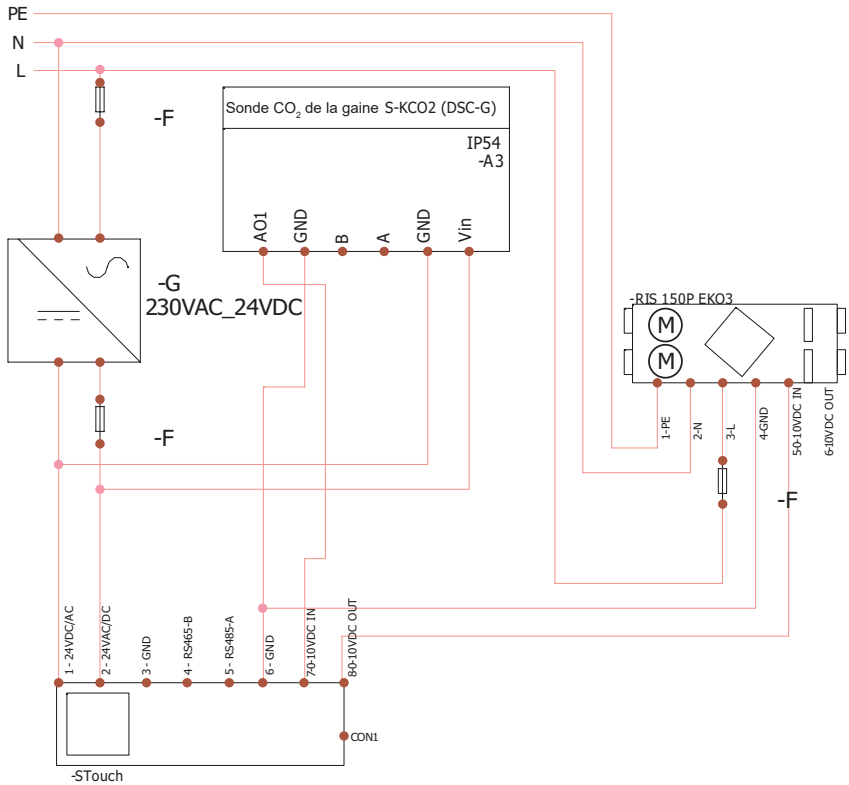 PE
N
L
-F
Sonde CO2 de la gaine S-KCO2 (DSC-G)
IP54
-A3
AO1
GND
B
A
GND
Vin
-G
230VAC_24VDC
-RIS 150P EKO3
M
M
1-PE
2-N
3-L
4-GND
50-10VDC IN
6-10VDC OUT
-F
-F
1 - 24VDC/AC
2 - 24VAC/DC
3 - GND
4 - RS465-B
5 - RS485-A
6 - GND
70-10VDC IN
80-10VDC OUT
CON1
-STouch